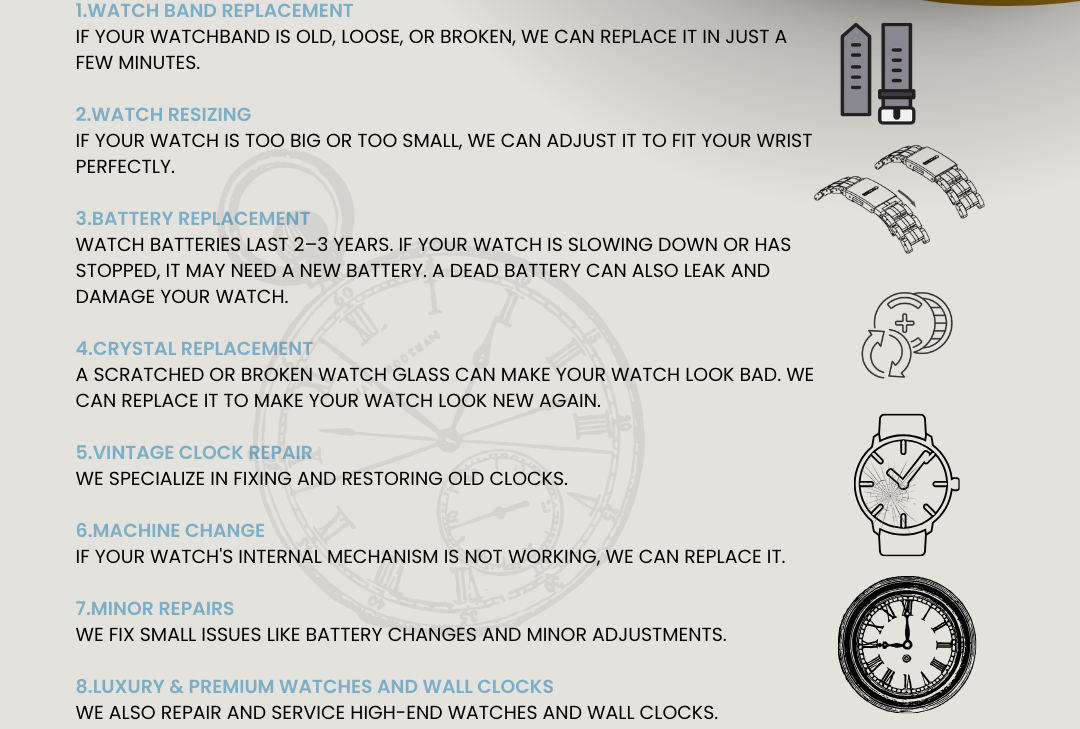 1.WATCH BAND REPLACEMENT
IF YOUR WATCHBAND IS OLD, LOOSE, OR BROKEN, WE CAN REPLACE IT IN JUST A
FEW MINUTES.
2.WATCH RESIZING
IF YOUR WATCH IS TOO BIG OR TOO SMALL, WE CAN ADJUST IT TO FIT YOUR WRIST
PERFECTLY.
3.BATTERY REPLACEMENT
WATCH BATTERIES LAST 2–3 YEARS. IF YOUR WATCH IS SLOWING DOWN OR HAS
STOPPED, IT MAY NEED A NEW BATTERY. A DEAD BATTERY CAN ALSO LEAK AND
DAMAGE YOUR WATCH.
4.CRYSTAL REPLACEMENT
A SCRATCHED OR BROKEN WATCH GLASS CAN MAKE YOUR WATCH LOOK BAD. WE
CAN REPLACE IT TO MAKE YOUR WATCH LOOK NEW AGAIN.
5.VINTAGE CLOCK REPAIR
WE SPECIALIZE IN FIXING AND RESTORING OLD CLOCKS.
6.MACHINE CHANGE
IF YOUR WATCH'S INTERNAL MECHANISM IS NOT WORKING, WE CAN REPLACE IT.
7.MINOR REPAIRS
WE FIX SMALL ISSUES LIKE BATTERY CHANGES AND MINOR ADJUSTMENTS.
8.LUXURY & PREMIUM WATCHES AND WALL CLOCKS
WE ALSO REPAIR AND SERVICE HIGH-END WATCHES AND WALL CLOCKS.